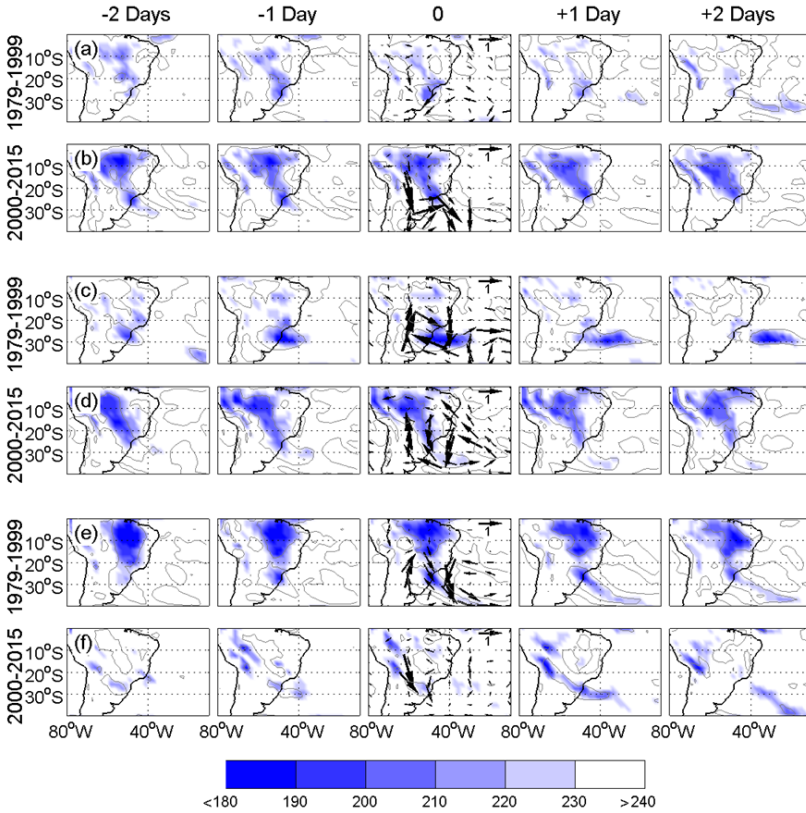 -2 Days -1 Day 0 +1 Day +2 Days
1979-1999 10°S 20°S 30°S (a) 1
2000-2015 10°S 20°S 30°S (b) 1
1979-1999 10°S 20°S 30°S (c) 1
2000-2015 10°S 20°S 30°S (d) 1
1979-1999 10°S 20°S 30°S (e) 1
2000-2015 10°S 20°S 30°S (f) 1
80°W 40°W 80°W 40°W 80°W 40°W 80°W 40°W 80°W 40°W
<180 190 200 210 220 230 >240